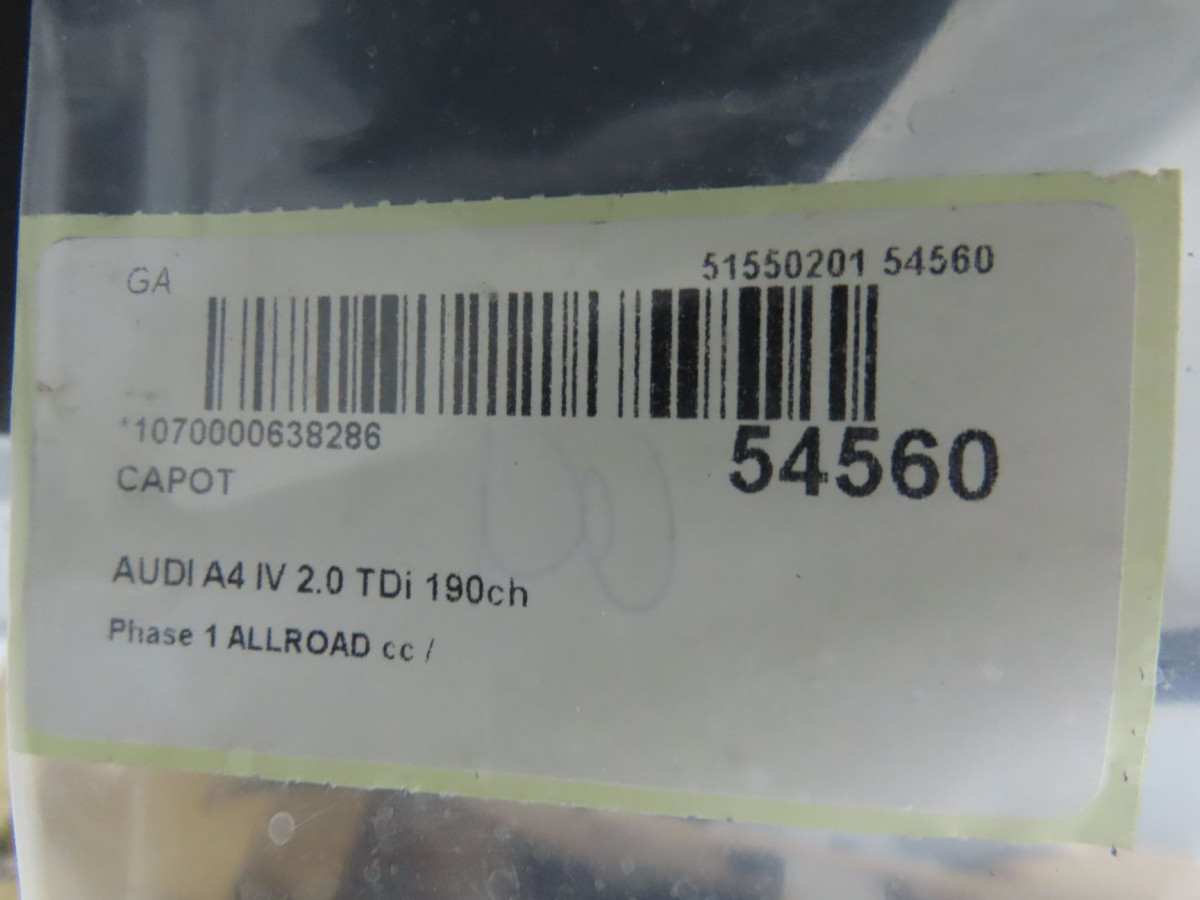 GA
51550201 54560
*1070000638286
54560
CAPOT
AUDI A4 IV 2.0 TDi 190ch
Phase 1 ALLROAD cc /